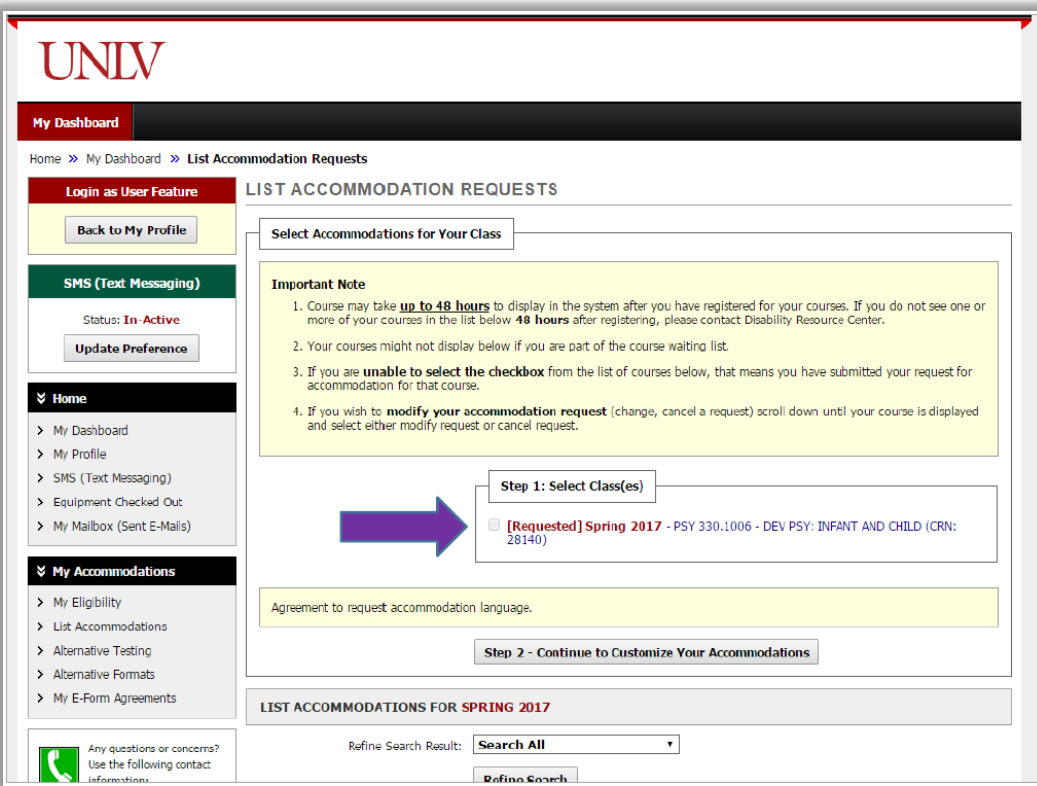 UNLV
My Dashboard
Home » My Dashboard » List Accommodation Requests
Login as User Feature
Back to My Profile
SMS (Text Messaging)
Status: In-Active
Update Preference
Home
My Dashboard
My Profile
SMS (Text Messaging)
Equipment Checked Out
My Mailbox (Sent E-Mails)
My Accommodations
My Eligibility
List Accommodations
Alternative Testing
Alternative Formats
My E-Form Agreements
Any questions or concerns?
Use the following contact
information:
LIST ACCOMMODATION REQUESTS
Select Accommodations for Your Class
Important Note
1. Course may take up to 48 hours to display in the system after you have registered for your courses. If you do not see one or
more of your courses in the list below 48 hours after registering, please contact Disability Resource Center.
2. Your courses might not display below if you are part of the course waiting list.
3. If you are unable to select the checkbox from the list of courses below, that means you have submitted your request for
accommodation for that course.
4. If you wish to modify your accommodation request (change, cancel a request) scroll down until your course is displayed
and select either modify request or cancel request.
Step 1: Select Class(es)
[Requested] Spring 2017 - PSY 330.1006 - DEV PSY: INFANT AND CHILD (CRN:
28140)
Agreement to request accommodation language.
Step 2 - Continue to Customize Your Accommodations
LIST ACCOMMODATIONS FOR SPRING 2017
Refine Search Result: Search All
Refine Search